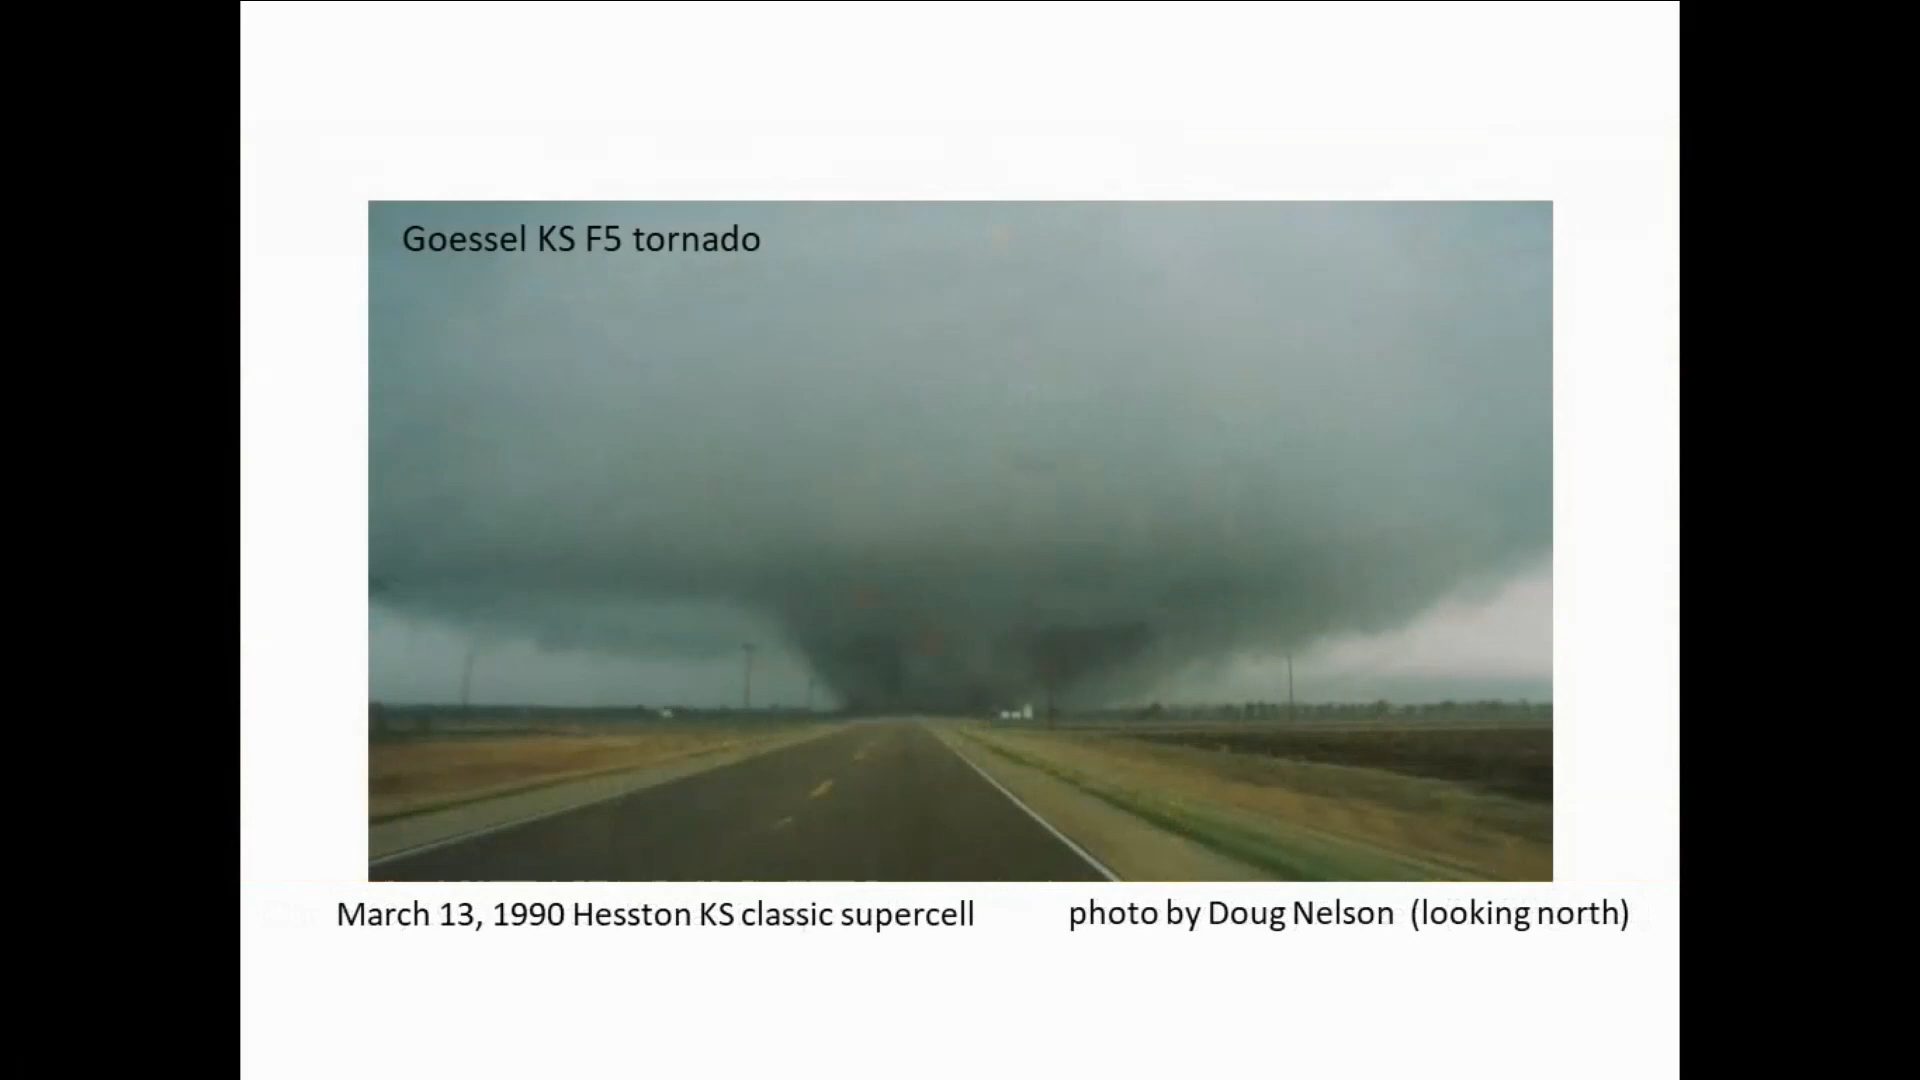 Goessel KS F5 tornado
March 13, 1990 Hesston KS classic supercell photo by Doug Nelson (looking north)